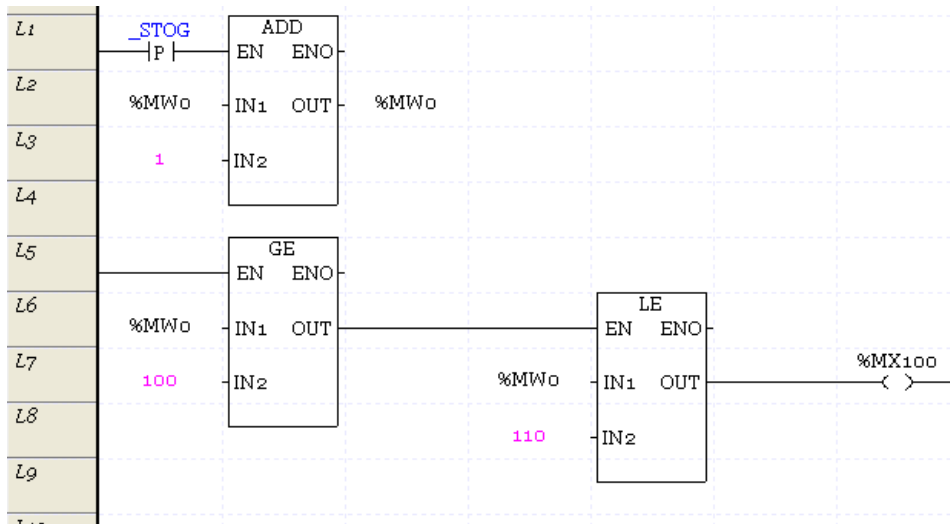 L1 _STOG ADD
P EN ENO
L2 %MW0 IN1 OUT %MW0
L3 1 IN2
L4
L5 GE
EN ENO
L6 LE
%MW0 IN1 OUT EN ENO
L7 %MX100
100 IN2 %MW0 IN1 OUT
L8
110 IN2
L9